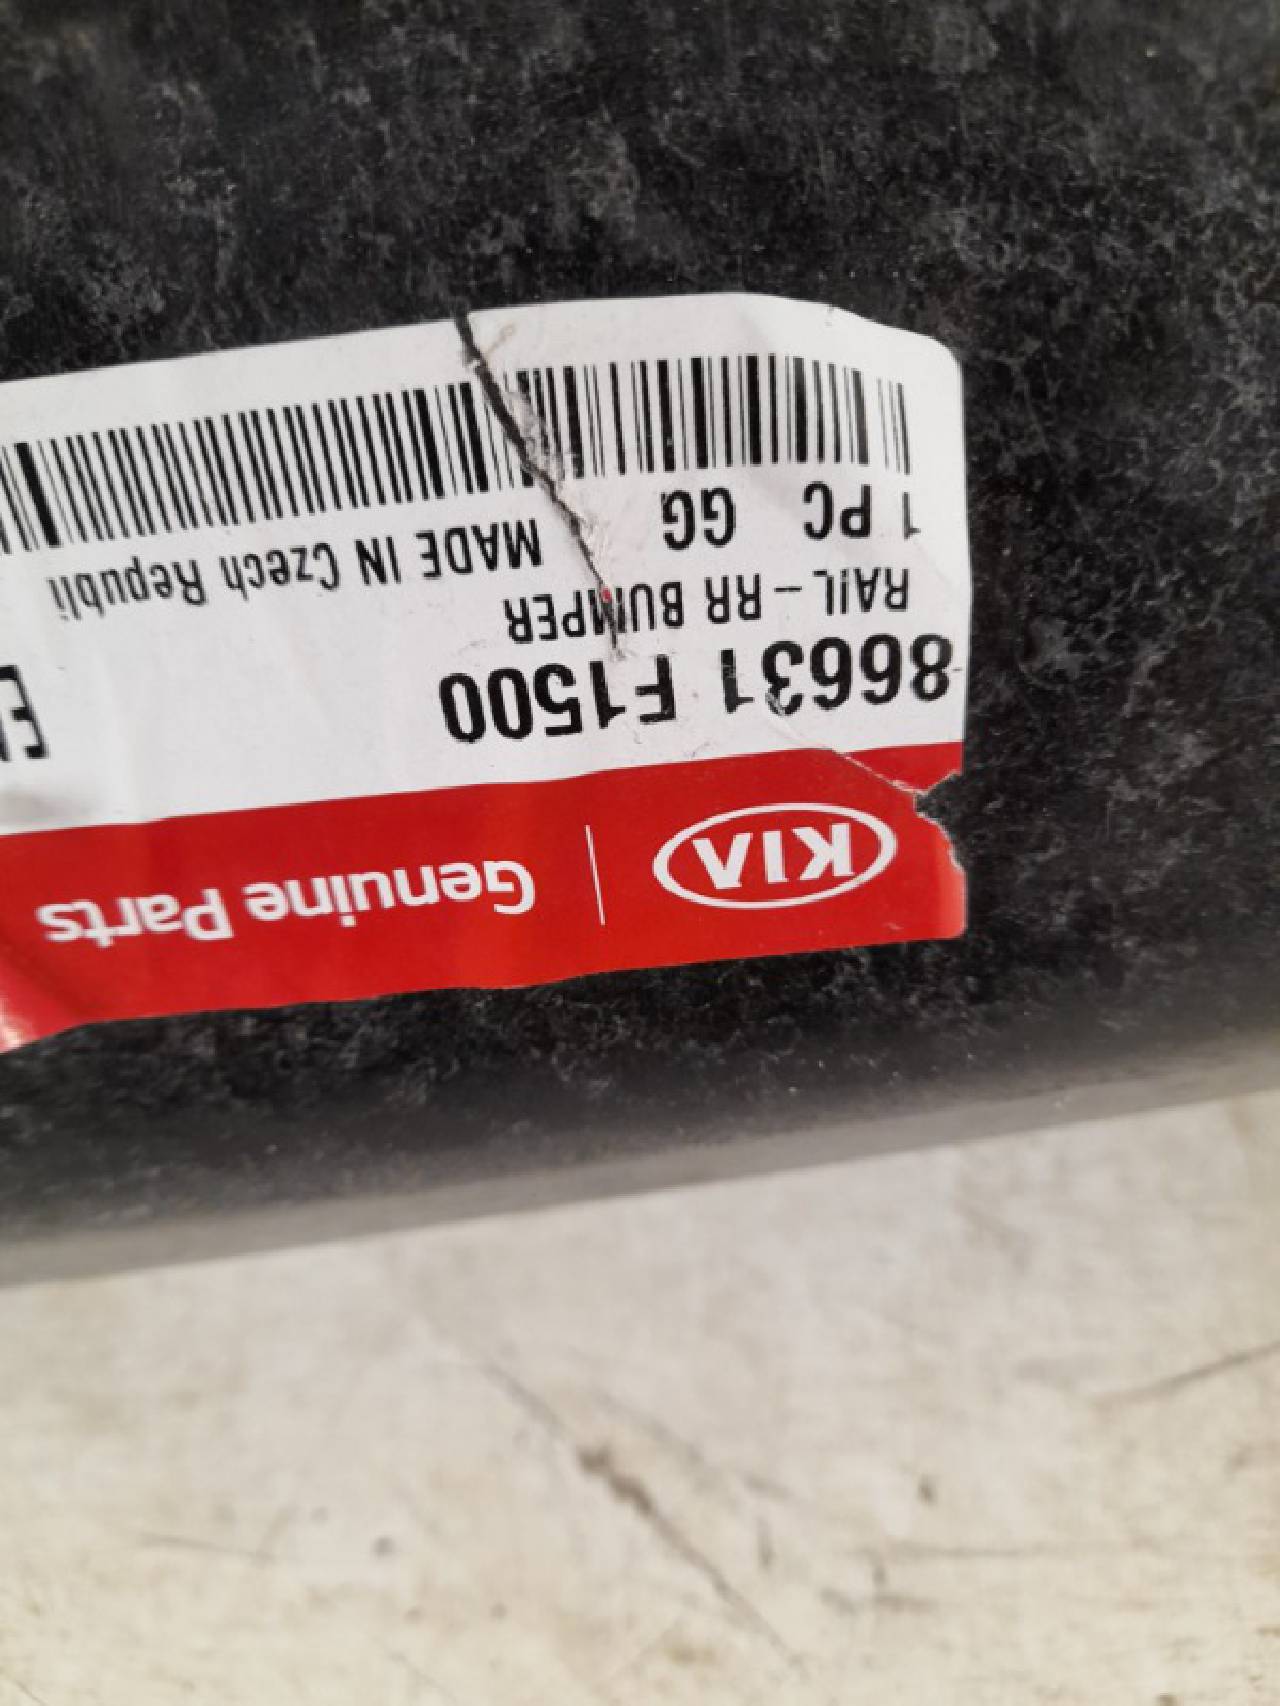 KIA Genuine Parts
86631 F1500
RAIL - RR BUMPER
1 PC GG MADE IN Czech Republi